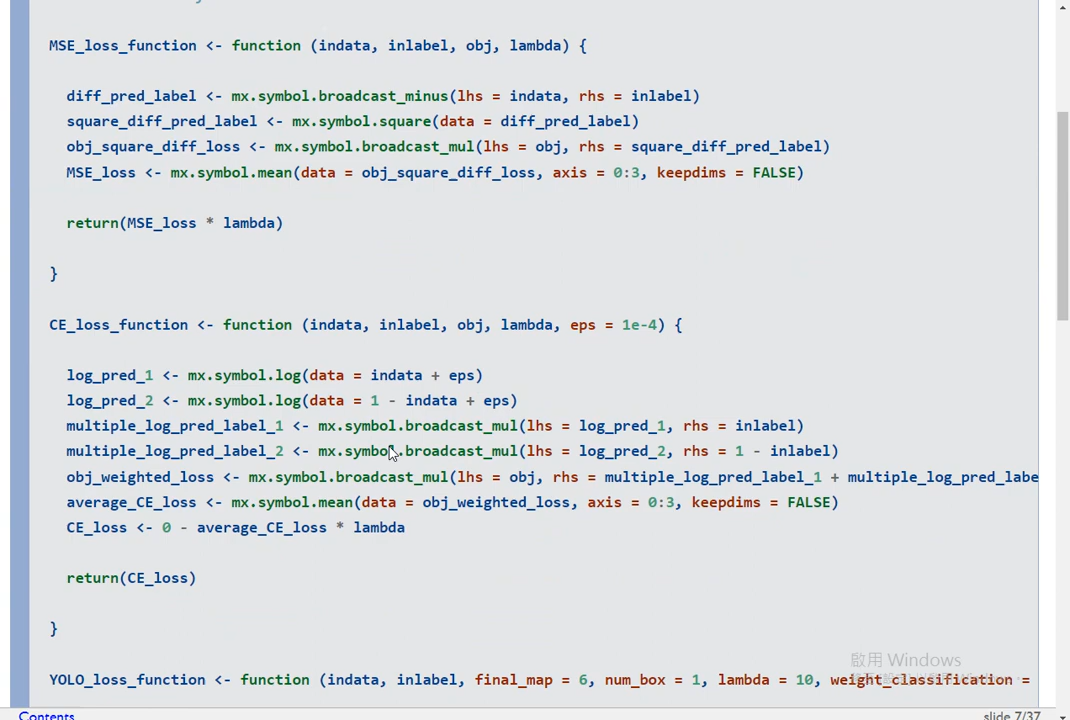 MSE_loss_function <- function (indata, inlabel, obj, lambda) {
diff_pred_label <- mx.symbol.broadcast_minus(lhs = indata, rhs = inlabel)
square_diff_pred_label <- mx.symbol.square(data = diff_pred_label)
obj_square_diff_loss <- mx.symbol.broadcast_mul(lhs = obj, rhs = square_diff_pred_label)
MSE_loss <- mx.symbol.mean(data = obj_square_diff_loss, axis = 0:3, keepdims = FALSE)
return(MSE_loss * lambda)
}
CE_loss_function <- function (indata, inlabel, obj, lambda, eps = 1e-4) {
log_pred_1 <- mx.symbol.log(data = indata + eps)
log_pred_2 <- mx.symbol.log(data = 1 - indata + eps)
multiple_log_pred_label_1 <- mx.symbol.broadcast_mul(lhs = log_pred_1, rhs = inlabel)
multiple_log_pred_label_2 <- mx.symbol.broadcast_mul(lhs = log_pred_2, rhs = 1 - inlabel)
obj_weighted_loss <- mx.symbol.broadcast_mul(lhs = obj, rhs = multiple_log_pred_label_1 + multiple_log_pred_labe
average_CE_loss <- mx.symbol.mean(data = obj_weighted_loss, axis = 0:3, keepdims = FALSE)
CE_loss <- 0 - average_CE_loss * lambda
return(CE_loss)
}
啟用 Windows
YOLO_loss_function <- function (indata, inlabel, final_map = 6, num_box = 1, lambda = 10, weight_classification =
Contents
slide 7/37